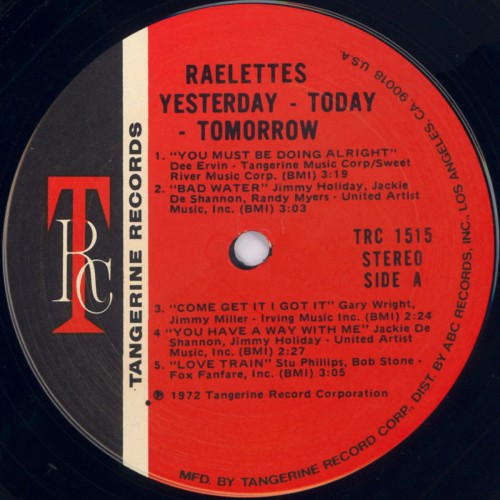 RAELETTES
YESTERDAY - TODAY
- TOMORROW
1. "YOU MUST BE DOING ALRIGHT"
Dee Ervin - Tangerine Music Corp/Sweet
River Music Corp. (BMI) 3:19
2. "BAD WATER" Jimmy Holiday, Jackie
De Shannon, Randy Myers - United Artist
Music, Inc. (BMI) 3:03
TRC 1515
STEREO
SIDE A
3. "COME GET IT I GOT IT" Gary Wright,
Jimmy Miller - Irving Music Inc. (BMI) 2:24
4 "YOU HAVE A WAY WITH ME" Jackie De
Shannon, Jimmy Holiday - United Artist
Music, Inc. (BMI) 2:27
5. "LOVE TRAIN" Stu Phillips, Bob Stone -
Fox Fanfare, Inc. (BMI) 3:05
℗ 1972 Tangerine Record Corporation
TRC
TANGERINE RECORDS
MFD. BY TANGERINE RECORD CORP., DIST. BY ABC RECORDS, INC., LOS ANGELES, CA 90018 U.S.A.